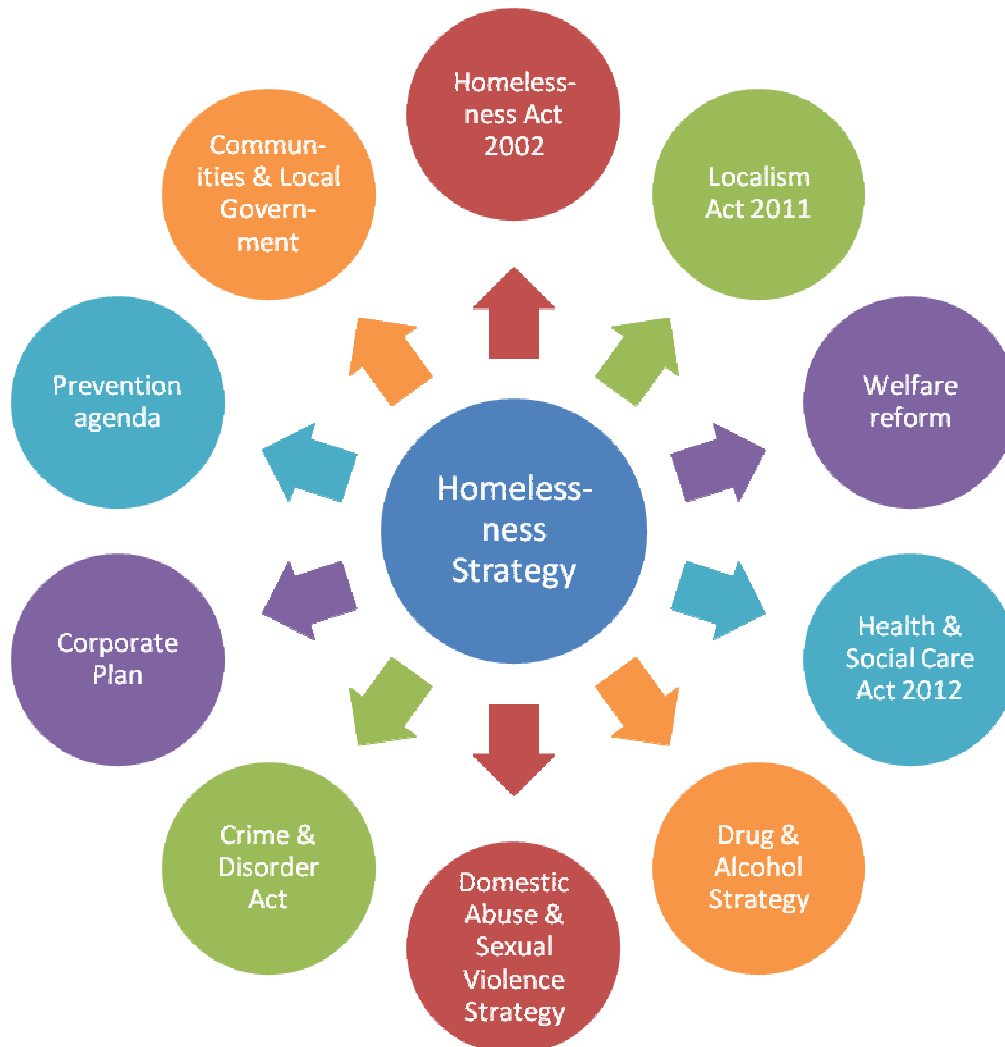 Homeless-
ness Act
2002
Localism
Act 2011
Welfare
reform
Health &
Social Care
Act 2012
Drug &
Alcohol
Strategy
Domestic
Abuse &
Sexual
Violence
Strategy
Crime &
Disorder
Act
Corporate
Plan
Prevention
agenda
Commun-
ities & Local
Govern-
ment
Homeless-
ness
Strategy